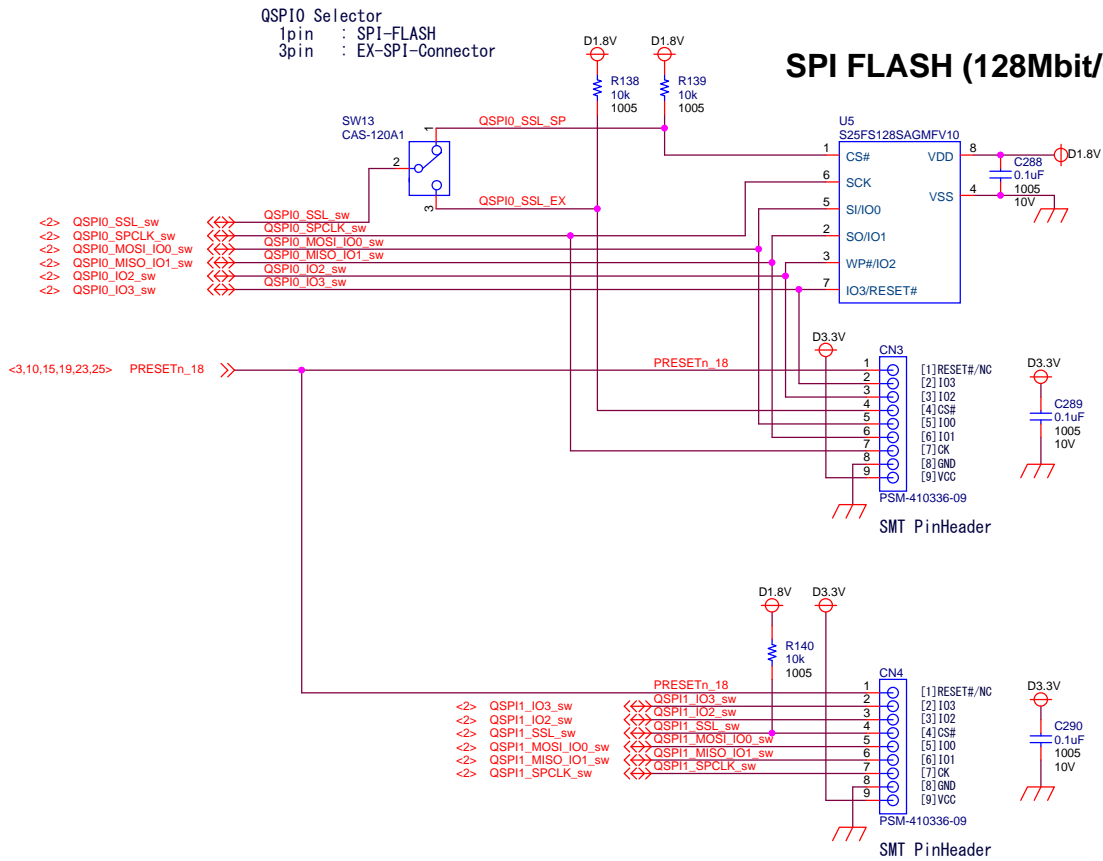 QSPI0 Selector
1pin : SPI-FLASH
3pin : EX-SPI-Connector
SPI FLASH (128Mbit/
D1.8V
D1.8V
R138
10k
1005
R139
10k
1005
SW13
CAS-120A1
1
2
3
QSPI0_SSL_SP
QSPI0_SSL_EX
U5
S25FS128SAGMFV10
1 CS#
6 SCK
5 SI/IO0
2 SO/IO1
3 WP#/IO2
7 IO3/RESET#
VDD 8
VSS 4
D1.8V
C288
0.1uF
1005
10V
<2> QSPI0_SSL_sw QSPI0_SSL_sw
<2> QSPI0_SPCLK_sw QSPI0_SPCLK_sw
<2> QSPI0_MOSI_IO0_sw QSPI0_MOSI_IO0_sw
<2> QSPI0_MISO_IO1_sw QSPI0_MISO_IO1_sw
<2> QSPI0_IO2_sw QSPI0_IO2_sw
<2> QSPI0_IO3_sw QSPI0_IO3_sw
<3,10,15,19,23,25> PRESETn_18
PRESETn_18
D3.3V
CN3
1 [1]RESET#/NC
2 [2]IO3
3 [3]IO2
4 [4]CS#
5 [5]IO0
6 [6]IO1
7 [7]CK
8 [8]GND
9 [9]VCC
PSM-410336-09
SMT PinHeader
D3.3V
C289
0.1uF
1005
10V
D1.8V
D3.3V
R140
10k
1005
CN4
PRESETn_18 1 [1]RESET#/NC
<2> QSPI1_IO3_sw QSPI1_IO3_sw 2 [2]IO3
<2> QSPI1_IO2_sw QSPI1_IO2_sw 3 [3]IO2
<2> QSPI1_SSL_sw QSPI1_SSL_sw 4 [4]CS#
<2> QSPI1_MOSI_IO0_sw QSPI1_MOSI_IO0_sw 5 [5]IO0
<2> QSPI1_MISO_IO1_sw QSPI1_MISO_IO1_sw 6 [6]IO1
<2> QSPI1_SPCLK_sw QSPI1_SPCLK_sw 7 [7]CK
8 [8]GND
9 [9]VCC
PSM-410336-09
SMT PinHeader
D3.3V
C290
0.1uF
1005
10V